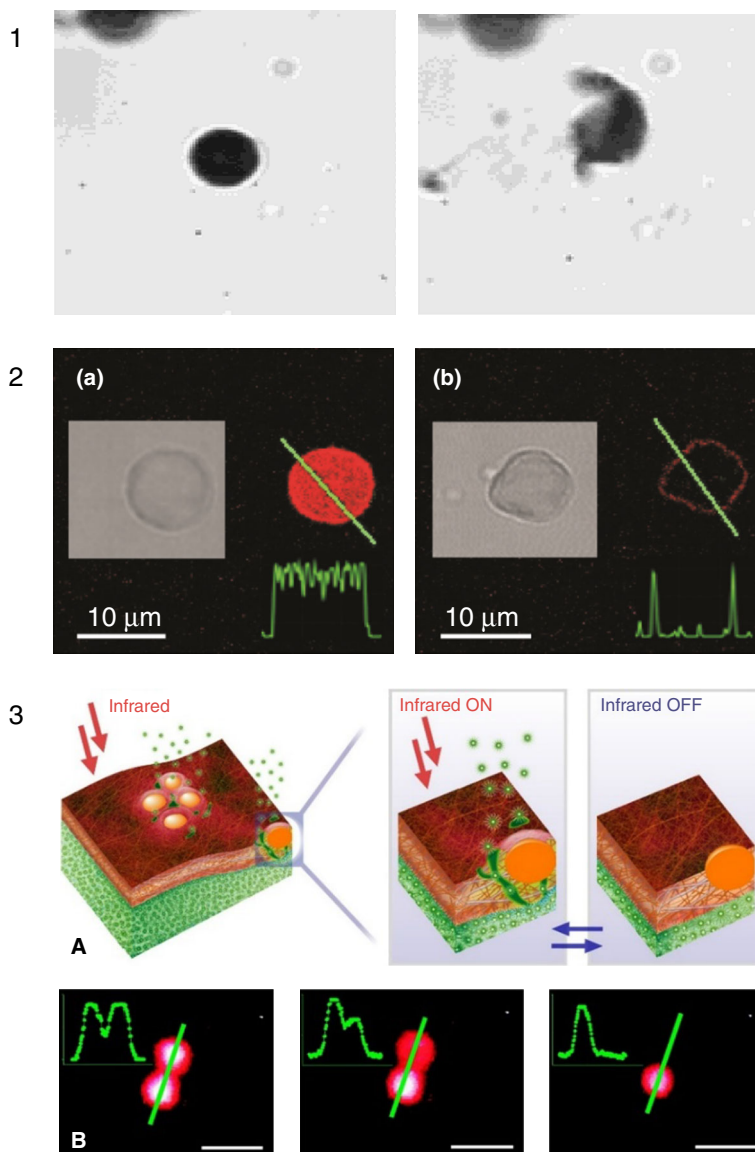 1
2
(a)
(b)
10 μm
10 μm
3
Infrared
Infrared ON
Infrared OFF
A
B